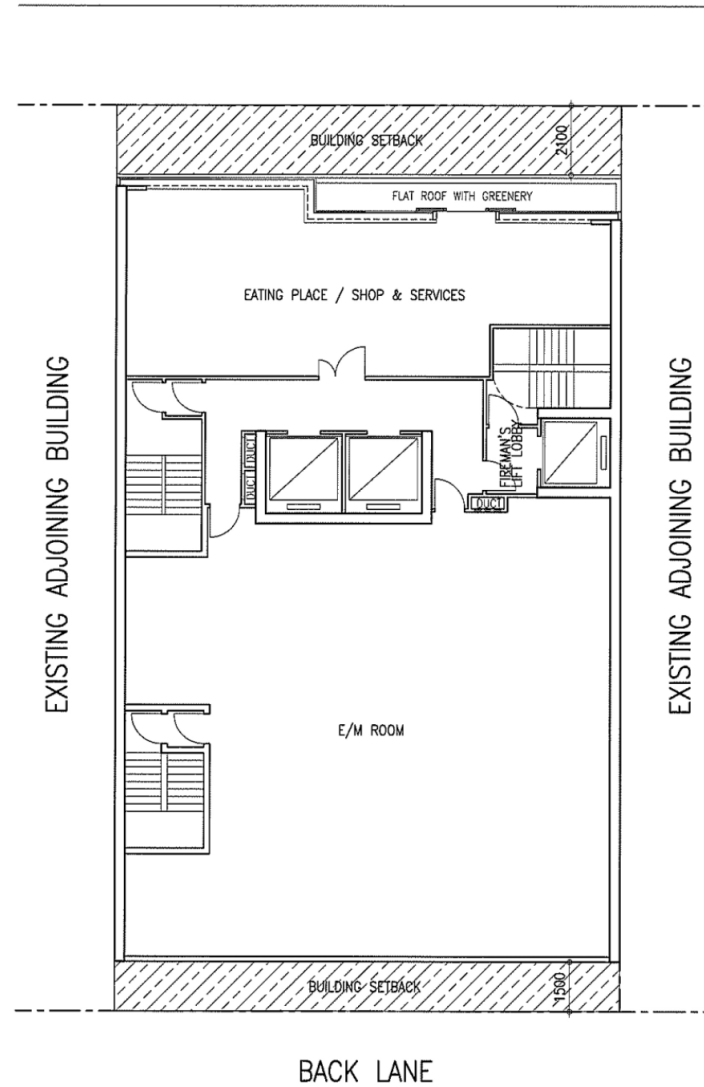 BUILDING SETBACK
2100
FLAT ROOF WITH GREENERY
EATING PLACE / SHOP & SERVICES
EXISTING ADJOINING BUILDING
EXISTING ADJOINING BUILDING
DUCT
DUCT
FIREMAN'S
LIFT LOBBY
DUCT
E/M ROOM
BUILDING SETBACK
1500
BACK LANE